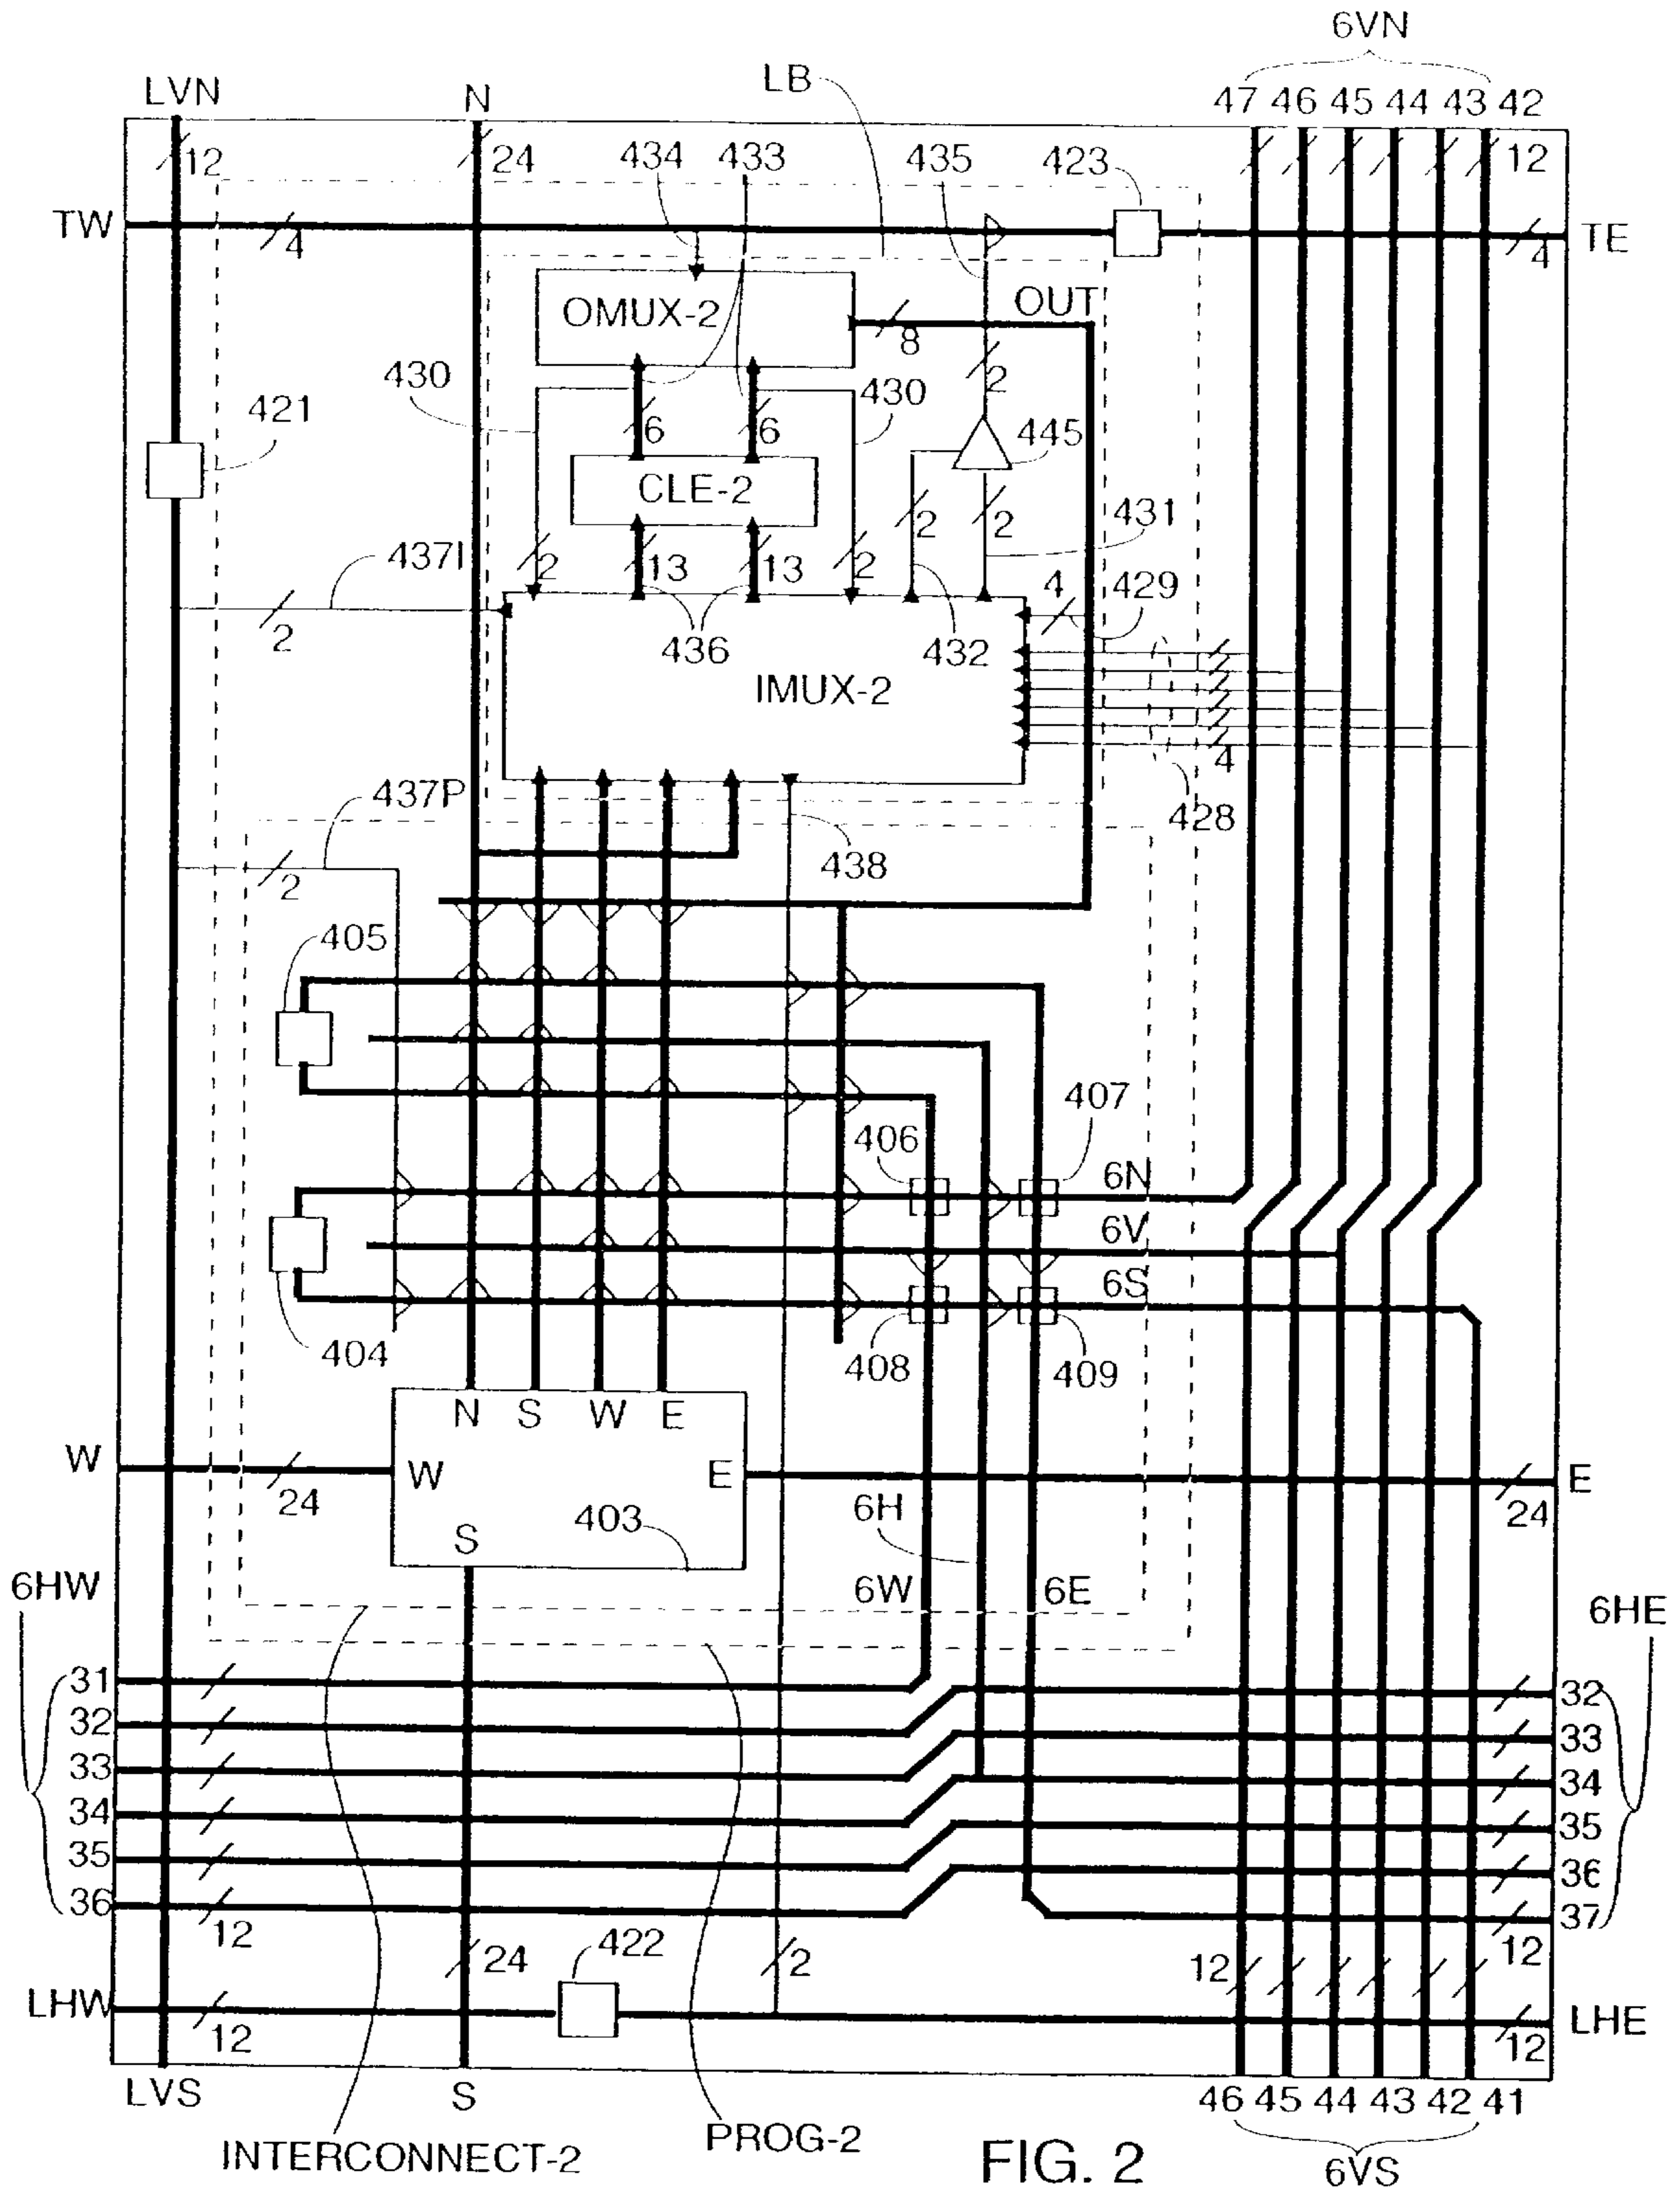 6VN
LB
LVN
N
47 46 45 44 43 42
12
24
434 433
435
423
12
TW
4
4
TE
OMUX-2
OUT
8
430
2
430
421
6
6
445
CLE-2
2
2
431
437I
2
13
13
2
4
429
2
436
432
IMUX-2
4
437P
428
438
2
405
407
406
6N
6V
6S
404
408
409
N S W E
W
W
E
E
24
6H
24
S
403
6HW
6W
6E
6HE
31
32
32
33
33
34
34
35
35
36
36
37
12
422
12
24
2
12
LHW
12
12
LHE
LVS
S
46 45 44 43 42 41
INTERCONNECT-2
PROG-2
FIG. 2
6VS